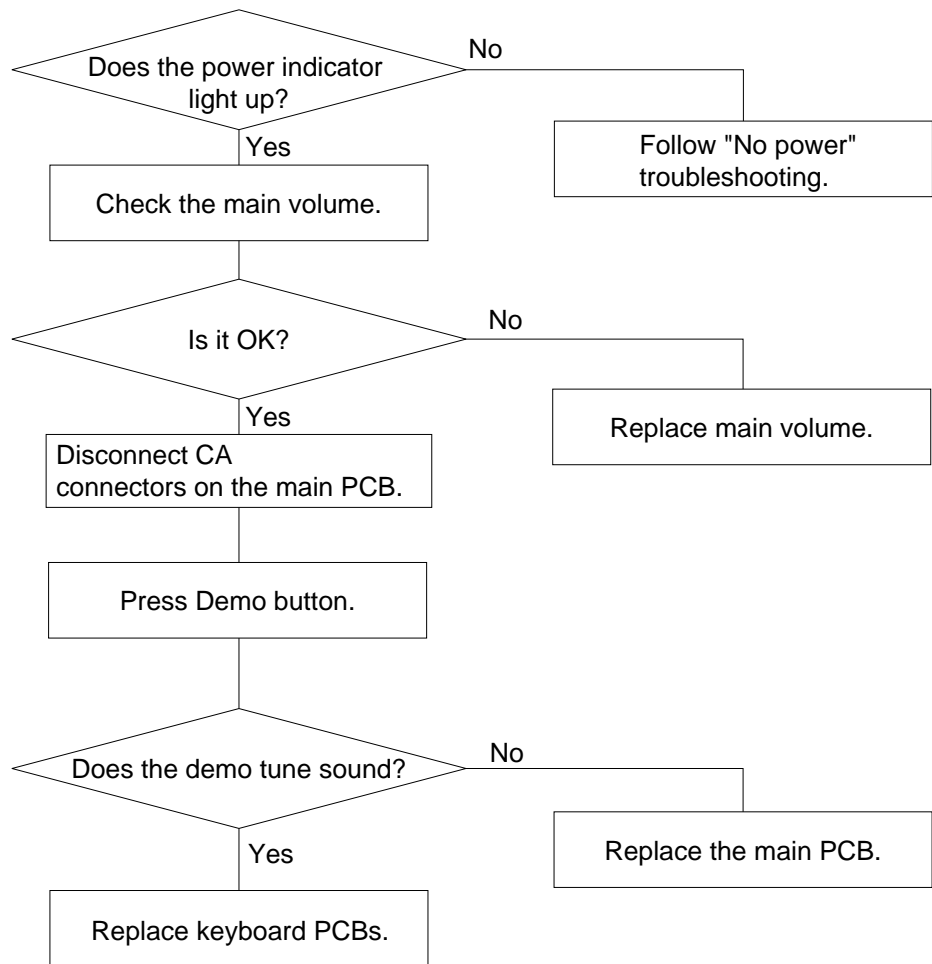 Does the power indicator
light up?
No
Yes
Follow "No power"
troubleshooting.
Check the main volume.
Is it OK?
No
Yes
Replace main volume.
Disconnect CA
connectors on the main PCB.
Press Demo button.
Does the demo tune sound?
No
Yes
Replace the main PCB.
Replace keyboard PCBs.